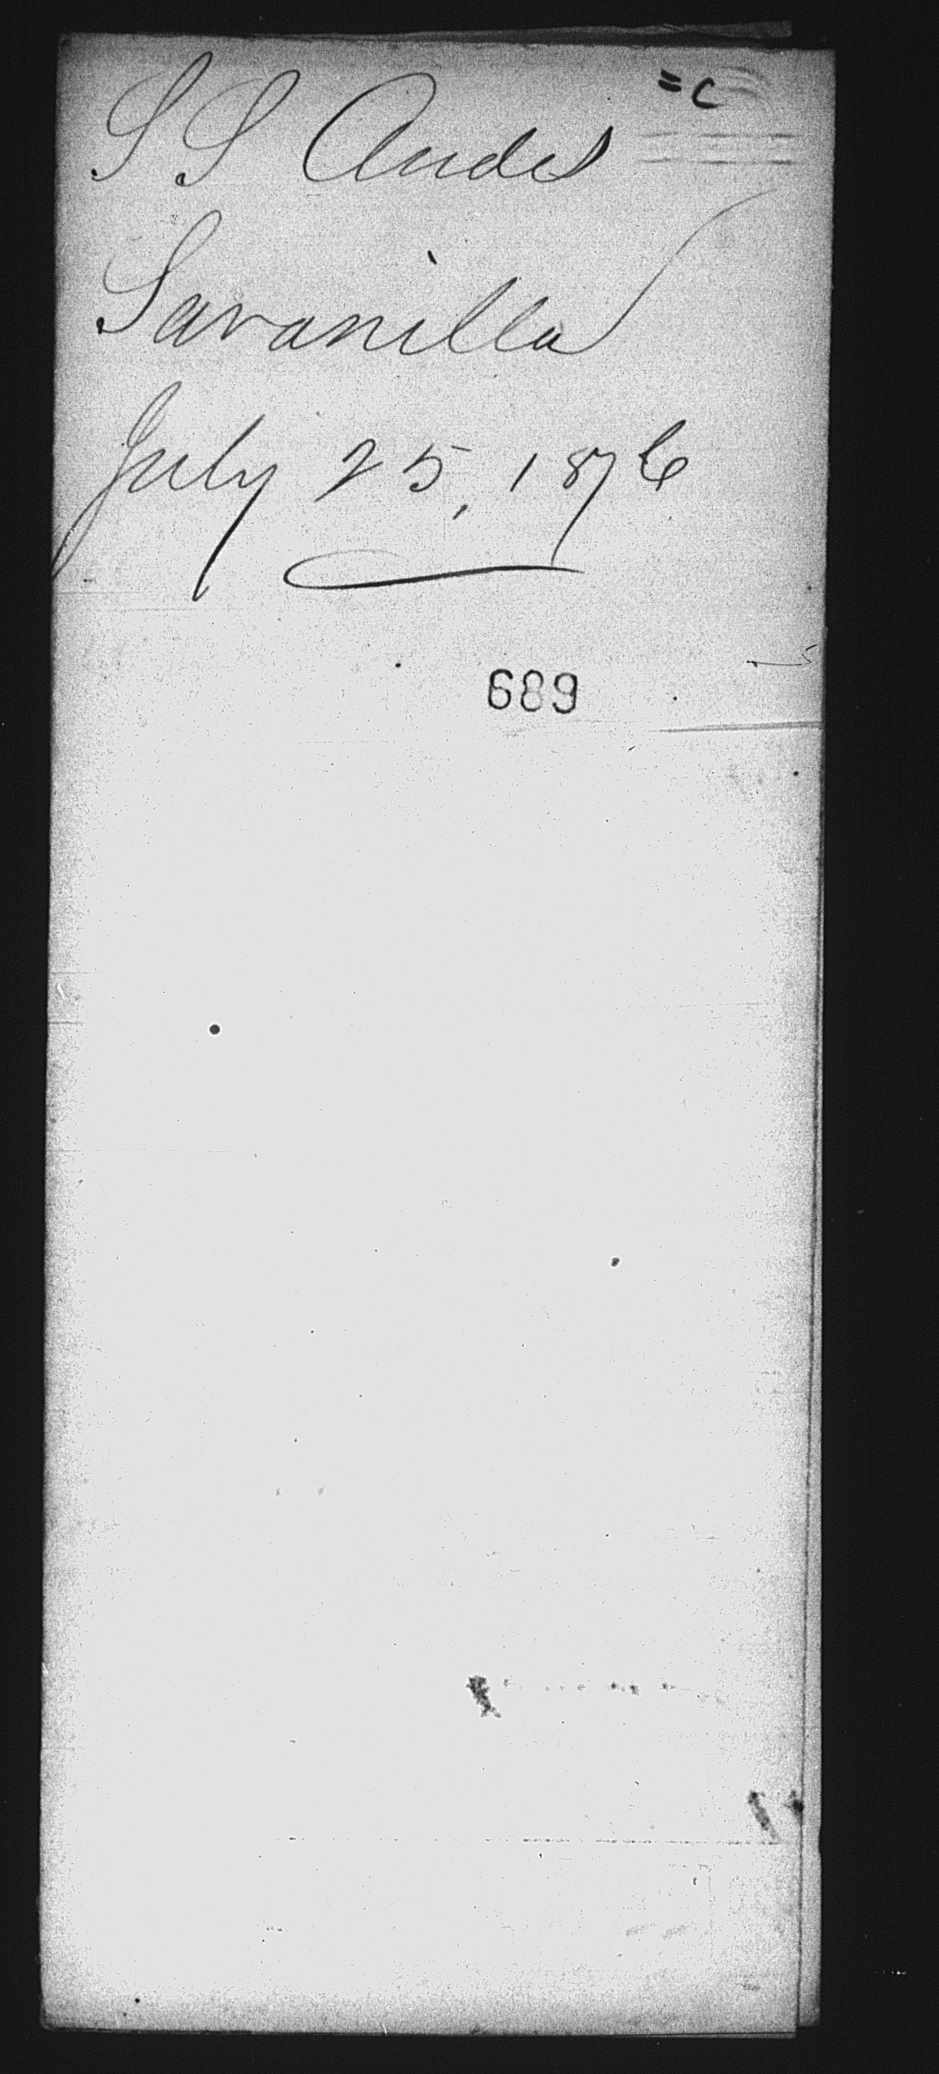 = C
S S Andes
Savanilla
July 25, 1876
689